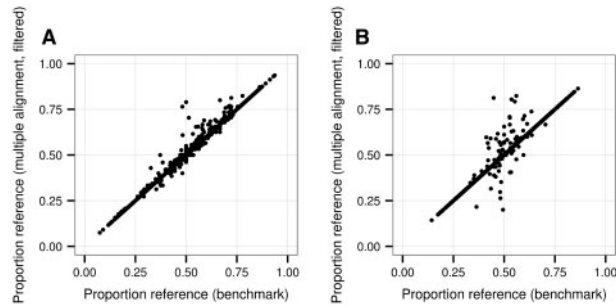 A
Proportion reference (multiple alignment, filtered)
1.00
0.75
0.50
0.25
0.00
0.00 0.25 0.50 0.75 1.00
Proportion reference (benchmark)
B
Proportion reference (multiple alignment, filtered)
1.00
0.75
0.50
0.25
0.00
0.00 0.25 0.50 0.75 1.00
Proportion reference (benchmark)